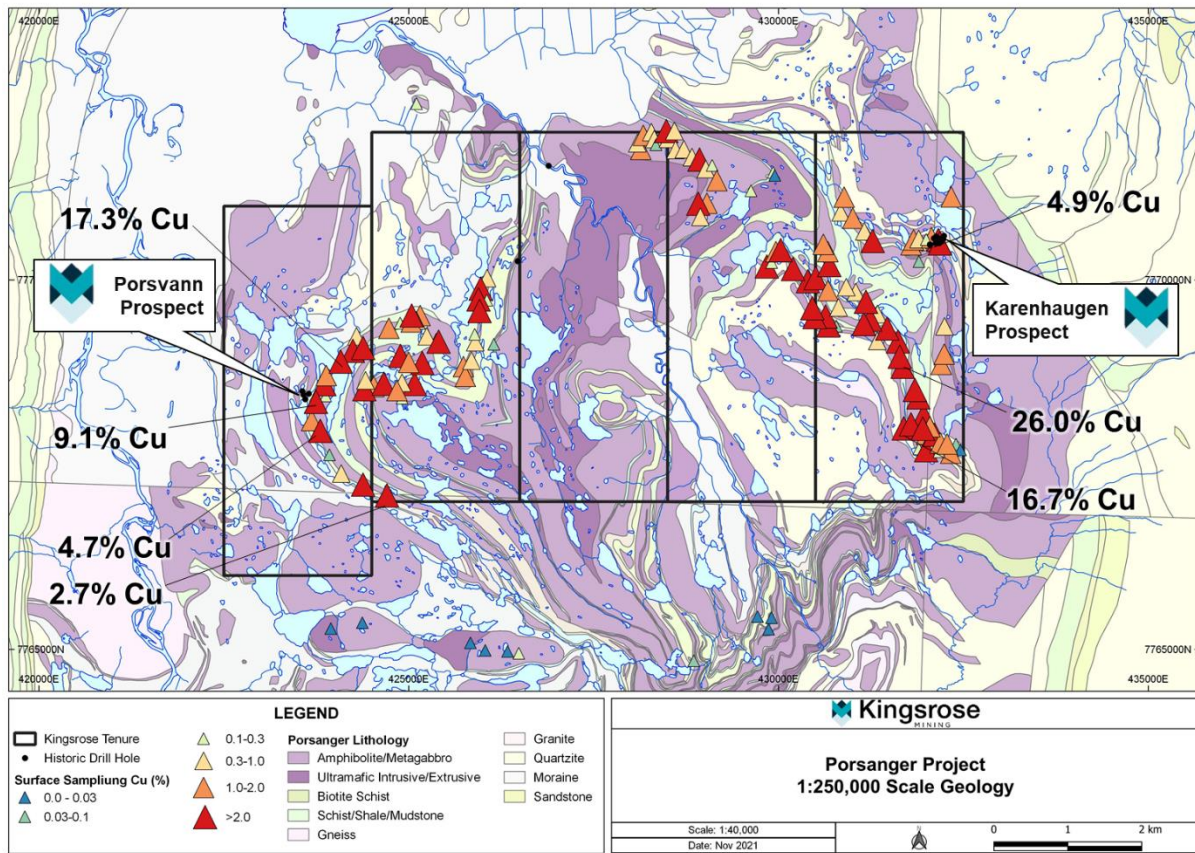 420000E 425000E 430000E 435000E
17.3% Cu
4.9% Cu
Porsvann
Prospect
7770000N
Karenhaugen
Prospect
9.1% Cu
26.0% Cu
16.7% Cu
4.7% Cu
2.7% Cu
7765000N 7765000N
420000E 425000E 430000E 435000E
LEGEND
Kingsrose Tenure
Historic Drill Hole
Surface Sampliung Cu (%)
0.0 - 0.03
0.03-0.1
0.1-0.3
0.3-1.0
1.0-2.0
>2.0
Porsanger Lithology
Amphibolite/Metagabbro
Ultramafic Intrusive/Extrusive
Biotite Schist
Schist/Shale/Mudstone
Gneiss
Granite
Quartzite
Moraine
Sandstone
Kingsrose
MINING
Porsanger Project
1:250,000 Scale Geology
Scale: 1:40,000
Date: Nov 2021
N
0 1 2 km